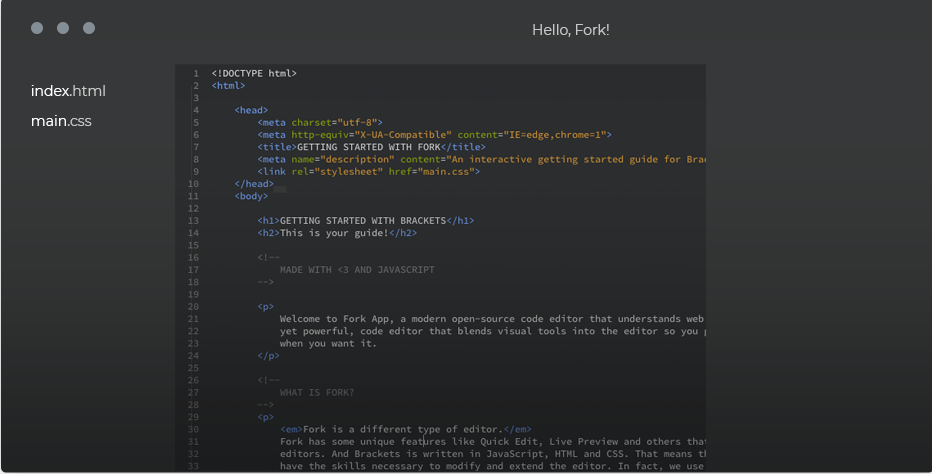 Hello, Fork!
index.html
main.css
1 <!DOCTYPE html>
2 <html>
3
4 <head>
5 <meta charset="utf-8">
6 <meta http-equiv="X-UA-Compatible" content="IE=edge,chrome=1">
7 <title>GETTING STARTED WITH FORK</title>
8 <meta name="description" content="An interactive getting started guide for Brac
9 <link rel="stylesheet" href="main.css">
10 </head>
11 <body>
12
13 <h1>GETTING STARTED WITH BRACKETS</h1>
14 <h2>This is your guide!</h2>
15
16 <!--
17 MADE WITH <3 AND JAVASCRIPT
18 -->
19
20 <p>
21 Welcome to Fork App, a modern open-source code editor that understands web
22 yet powerful, code editor that blends visual tools into the editor so you
23 when you want it.
24 </p>
25
26 <!--
27 WHAT IS FORK?
28 -->
29 <p>
30 <em>Fork is a different type of editor.</em>
31 Fork has some unique features like Quick Edit, Live Preview and others that
32 editors. And Brackets is written in JavaScript, HTML and CSS. That means th
33 have the skills necessary to modify and extend the editor. In fact, we use